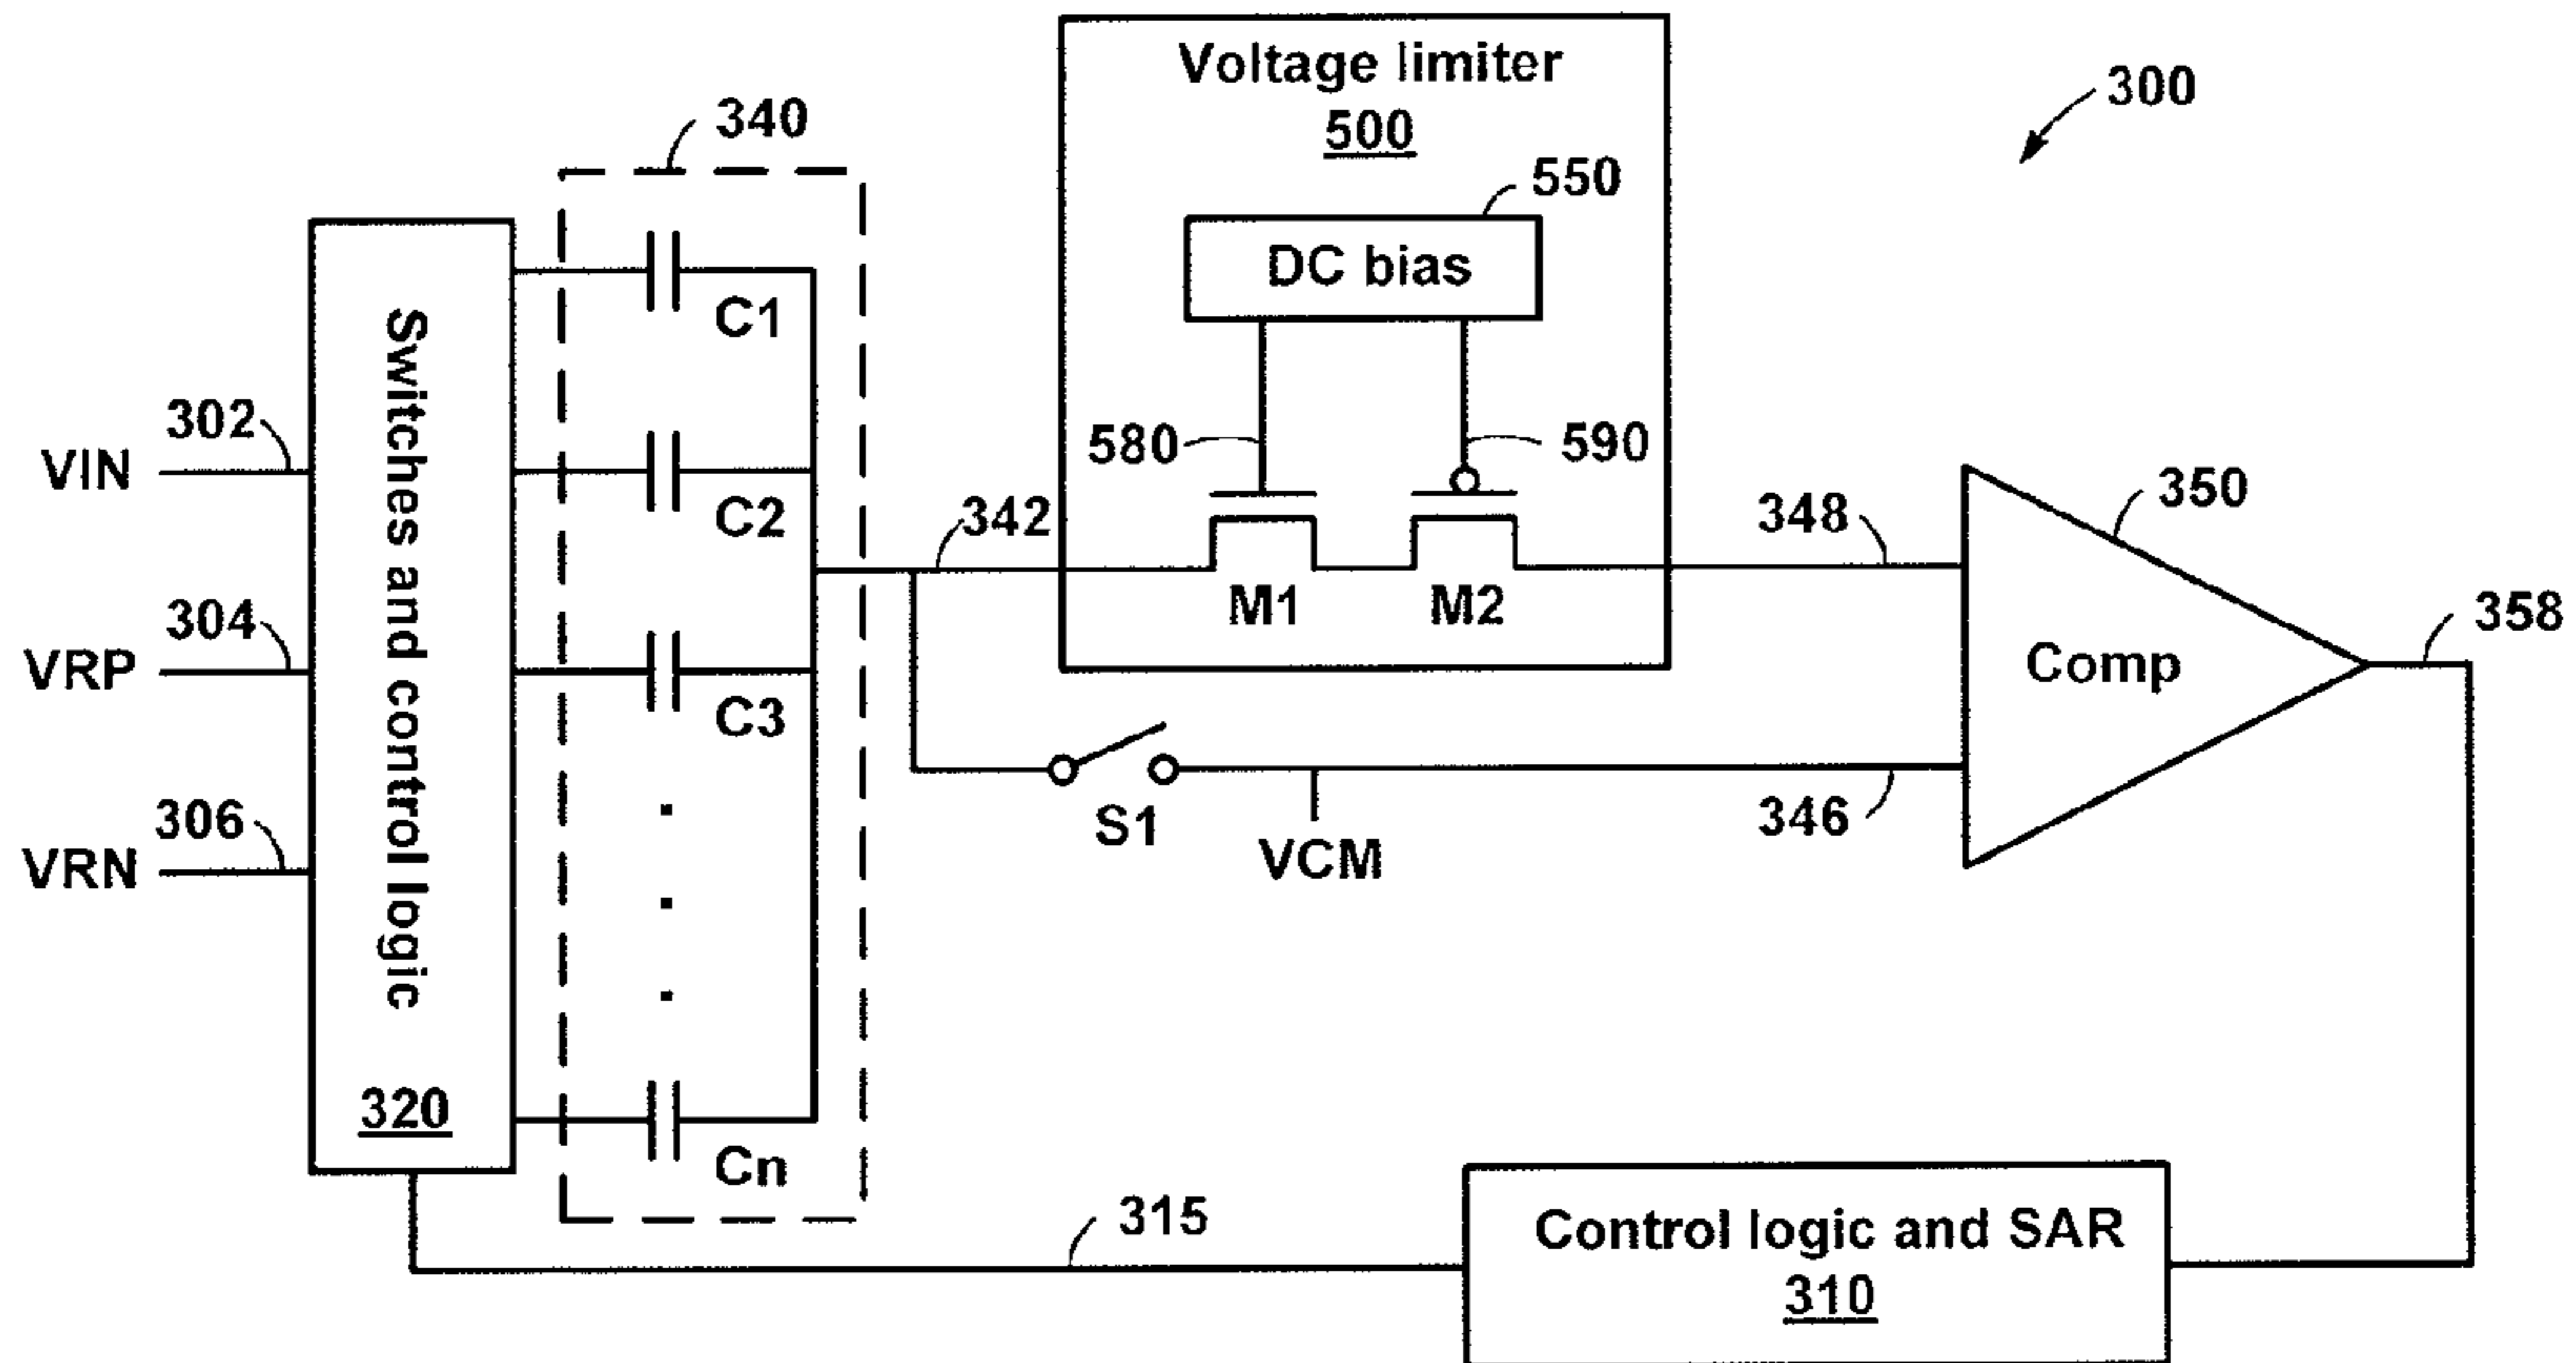 Voltage limiter
500
300
340
550
DC bias
C1
302
VIN
580
590
C2
342
348
350
M1
M2
304
VRP
Comp
358
C3
S1
VCM
346
306
VRN
Switches and control logic
320
Cn
315
Control logic and SAR
310